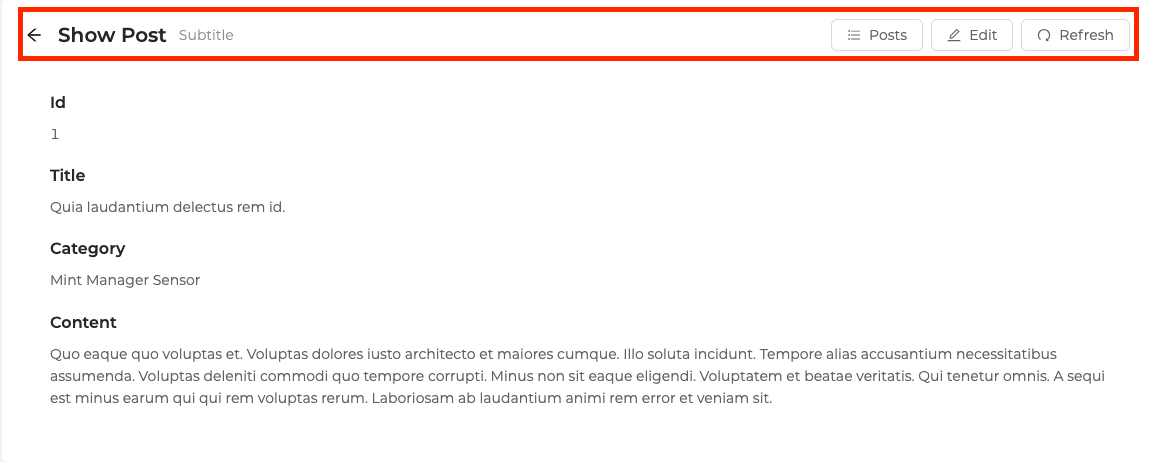 Show Post Subtitle Posts Edit Refresh
Id
1
Title
Quia laudantium delectus rem id.
Category
Mint Manager Sensor
Content
Quo eaque quo voluptas et. Voluptas dolores iusto architecto et maiores cumque. Illo soluta incidunt. Tempore alias accusantium necessitatibus
assumenda. Voluptas deleniti commodi quo tempore corrupti. Minus non sit eaque eligendi. Voluptatem et beatae veritatis. Qui tenetur omnis. A sequi
est minus earum qui qui rem voluptas rerum. Laboriosam ab laudantium animi rem error et veniam sit.